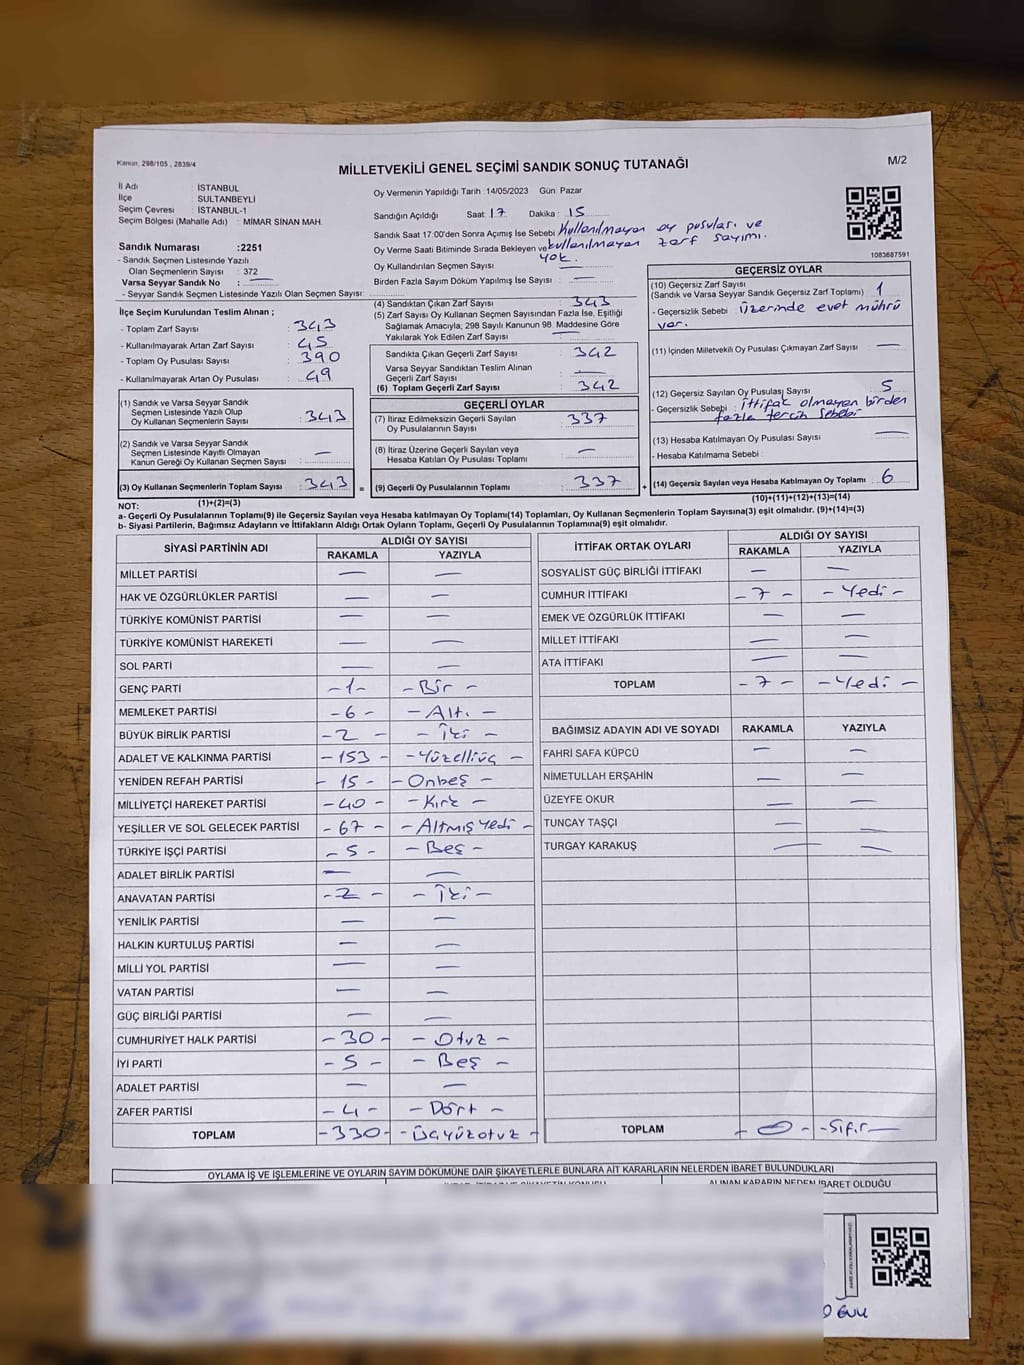 Kanun, 298/105 , 2839/4
MİLLETVEKİLİ GENEL SEÇİMİ SANDIK SONUÇ TUTANAĞI
M/2
İl Adı : İSTANBUL
İlçe : SULTANBEYLİ
Seçim Çevresi : İSTANBUL-1
Seçim Bölgesi (Mahalle Adı) : MİMAR SİNAN MAH.
Sandık Numarası :2251
- Sandık Seçmen Listesinde Yazılı
Olan Seçmenlerin Sayısı : 372
Varsa Seyyar Sandık No : —
- Seyyar Sandık Seçmen Listesinde Yazılı Olan Seçmen Sayısı:
Oy Vermenin Yapıldığı Tarih :14/05/2023 Gün: Pazar
Sandığın Açıldığı Saat: 17 Dakika : 15
Sandık Saat 17:00'den Sonra Açımış İse Sebebi Kullanılmayan oy pusulası ve
kullanılmayan zarf sayımı.
Oy Verme Saati Bitiminde Sırada Bekleyen ve
yok.
Oy Kullandırılan Seçmen Sayısı —
Birden Fazla Sayım Döküm Yapılmış İse Sayısı: —
1083687591
İlçe Seçim Kurulundan Teslim Alınan ;
- Toplam Zarf Sayısı : 343
- Kullanılmayarak Artan Zarf Sayısı : 45
- Toplam Oy Pusulası Sayısı : 390
- Kullanılmayarak Artan Oy Pusulası : 49
(1) Sandık ve Varsa Seyyar Sandık
Seçmen Listesinde Yazılı Olup
Oy Kullanan Seçmenlerin Sayısı : 343
(2) Sandık ve Varsa Seyyar Sandık
Seçmen Listesinde Kayıtlı Olmayan
Kanun Gereği Oy Kullanan Seçmen Sayısı : —
(3) Oy Kullanan Seçmenlerin Toplam Sayısı : 343 =
(1)+(2)=(3)
(4) Sandıktan Çıkan Zarf Sayısı : 343
(5) Zarf Sayısı Oy Kullanan Seçmen Sayısından Fazla İse, Eşitliği
Sağlamak Amacıyla, 298 Sayılı Kanunun 98. Maddesine Göre
Yakılarak Yok Edilen Zarf Sayısı : —
Sandıkta Çıkan Geçerli Zarf Sayısı : 342
Varsa Seyyar Sandıktan Teslim Alınan
Geçerli Zarf Sayısı : —
(6) Toplam Geçerli Zarf Sayısı : 342
GEÇERLİ OYLAR
(7) İtiraz Edilmeksizin Geçerli Sayılan
Oy Pusulalarının Sayısı : 337
(8) İtiraz Üzerine Geçerli Sayılan veya
Hesaba Katılan Oy Pusulası Toplamı : —
(9) Geçerli Oy Pusulalarının Toplamı : 337 +
GEÇERSİZ OYLAR
(10) Geçersiz Zarf Sayısı
(Sandık ve Varsa Seyyar Sandık Geçersiz Zarf Toplamı) : 1
- Geçersizlik Sebebi : Üzerinde evet mührü
var.
(11) İçinden Milletvekili Oy Pusulası Çıkmayan Zarf Sayısı : —
(12) Geçersiz Sayılan Oy Pusulası Sayısı : 5
- Geçersizlik Sebebi : İttifak olmayan birden
fazla tercih sebebi
(13) Hesaba Katılmayan Oy Pusulası Sayısı : —
- Hesaba Katılmama Sebebi :
(14) Geçersiz Sayılan veya Hesaba Katılmayan Oy Toplamı : 6
(10)+(11)+(12)+(13)=(14)
NOT:
a- Geçerli Oy Pusulalarının Toplamı(9) ile Geçersiz Sayılan veya Hesaba katılmayan Oy Toplamı(14) Toplamları, Oy Kullanan Seçmenlerin Toplam Sayısına(3) eşit olmalıdır. (9)+(14)=(3)
b- Siyasi Partilerin, Bağımsız Adayların ve İttifakların Aldığı Ortak Oyların Toplamı, Geçerli Oy Pusulalarının Toplamına(9) eşit olmalıdır.
SİYASİ PARTİNİN ADI ALDIĞI OY SAYISI
RAKAMLA YAZIYLA
MİLLET PARTİSİ — —
HAK VE ÖZGÜRLÜKLER PARTİSİ — —
TÜRKİYE KOMÜNİST PARTİSİ — —
TÜRKİYE KOMÜNİST HAREKETİ — —
SOL PARTİ — —
GENÇ PARTİ -1- -Bir-
MEMLEKET PARTİSİ -6- -Altı-
BÜYÜK BİRLİK PARTİSİ -2- -İki-
ADALET VE KALKINMA PARTİSİ -153- -Yüzelliüç-
YENİDEN REFAH PARTİSİ -15- -Onbeş-
MİLLİYETÇİ HAREKET PARTİSİ -40- -Kırk-
YEŞİLLER VE SOL GELECEK PARTİSİ -67- -Altmış Yedi-
TÜRKİYE İŞÇİ PARTİSİ -5- -Beş-
ADALET BİRLİK PARTİSİ — —
ANAVATAN PARTİSİ -2- -İki-
YENİLİK PARTİSİ — —
HALKIN KURTULUŞ PARTİSİ — —
MİLLİ YOL PARTİSİ — —
VATAN PARTİSİ — —
GÜÇ BİRLİĞİ PARTİSİ — —
CUMHURİYET HALK PARTİSİ -30- -Otuz-
İYİ PARTİ -5- -Beş-
ADALET PARTİSİ — —
ZAFER PARTİSİ -4- -Dört-
TOPLAM -330- -Üçyüzotuz-
İTTİFAK ORTAK OYLARI ALDIĞI OY SAYISI
RAKAMLA YAZIYLA
SOSYALİST GÜÇ BİRLİĞİ İTTİFAKI — —
CUMHUR İTTİFAKI -7- -Yedi-
EMEK VE ÖZGÜRLÜK İTTİFAKI — —
MİLLET İTTİFAKI — —
ATA İTTİFAKI — —
TOPLAM -7- -Yedi-
BAĞIMSIZ ADAYIN ADI VE SOYADI RAKAMLA YAZIYLA
FAHRİ SAFA KÜPCÜ — —
NİMETULLAH ERŞAHİN — —
ÜZEYFE OKUR — —
TUNCAY TAŞÇI — —
TURGAY KARAKUŞ — —
TOPLAM -0- -Sıfır-
OYLAMA İŞ VE İŞLEMLERİNE VE OYLARIN SAYIM DÖKÜMÜNE DAİR ŞİKAYETLERLE BUNLARA AİT KARARLARIN NELERDEN İBARET BULUNDUKLARI
ALINAN KARARIN NEDEN İBARET OLDUĞU